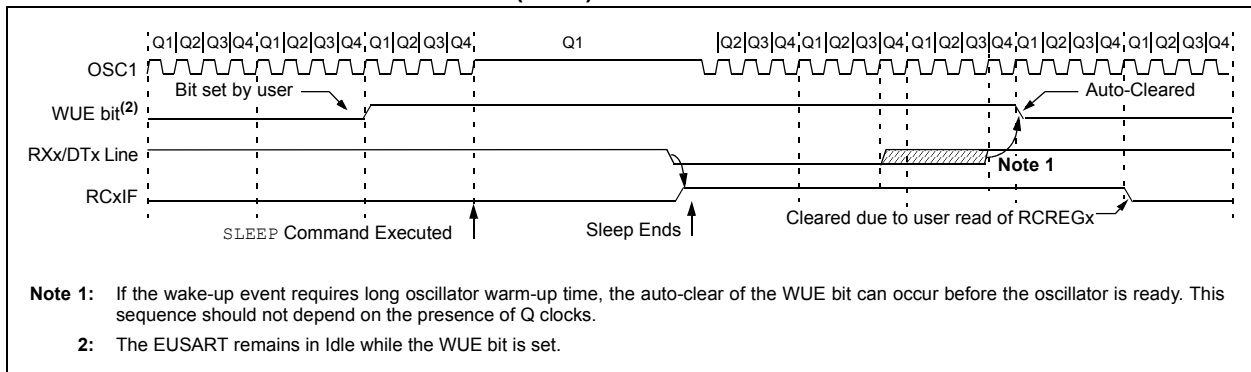 Q1 Q2 Q3 Q4 Q1 Q2 Q3 Q4 Q1 Q2 Q3 Q4 Q1 Q2 Q3 Q4 Q1 Q2 Q3 Q4 Q1 Q2 Q3 Q4 Q1 Q2 Q3 Q4
OSC1
Bit set by user
Auto-Cleared
WUE bit(2)
RXx/DTx Line
Note 1
RCxIF
Cleared due to user read of RCREGx
SLEEP Command Executed
Sleep Ends
Note 1: If the wake-up event requires long oscillator warm-up time, the auto-clear of the WUE bit can occur before the oscillator is ready. This
sequence should not depend on the presence of Q clocks.
2: The EUSART remains in Idle while the WUE bit is set.